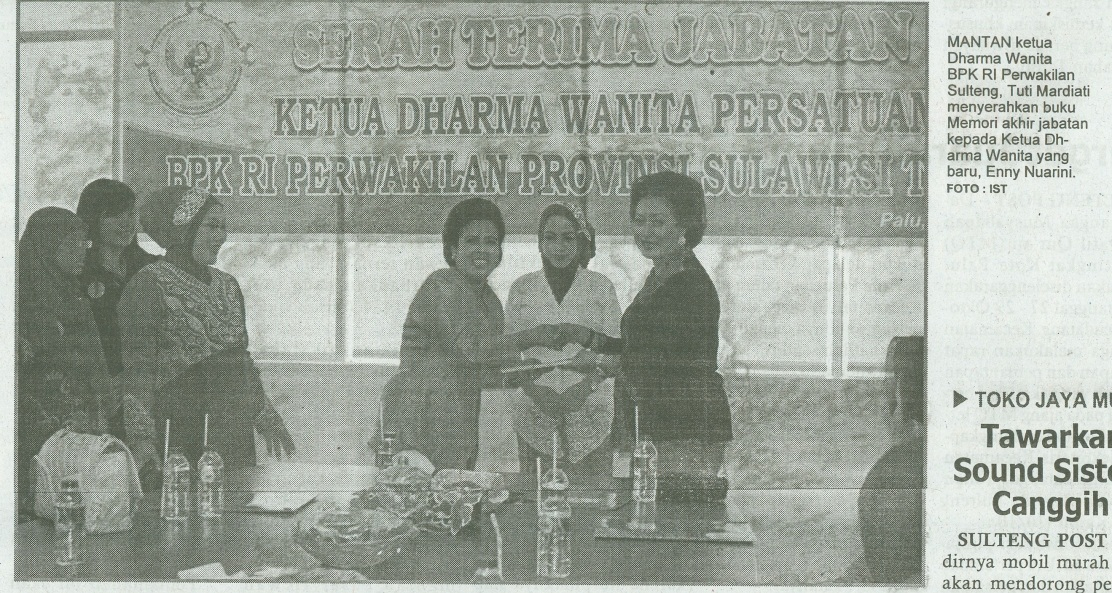 SERAH TERIMA JABATAN
KETUA DHARMA WANITA PERSATUAN
BPK RI PERWAKILAN PROVINSI SULAWESI T
Palu,
MANTAN ketua
Dharma Wanita
BPK RI Perwakilan
Sulteng, Tuti Mardiati
menyerahkan buku
Memori akhir jabatan
kepada Ketua Dh-
arma Wanita yang
baru, Enny Nuarini.
FOTO : IST
▶ TOKO JAYA MU
Tawarkan
Sound Siste
Canggih
SULTENG POST
dirnya mobil murah
akan mendorong pe